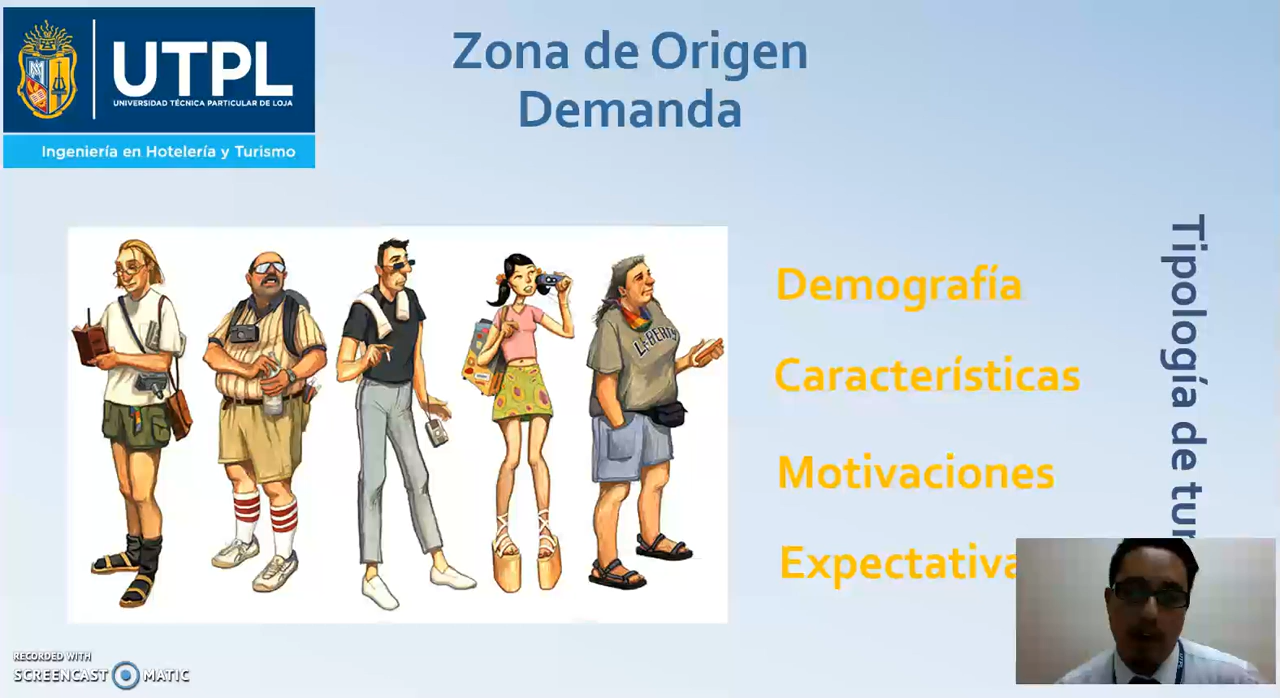 UTPL
UNIVERSIDAD TÉCNICA PARTICULAR DE LOJA
Ingeniería en Hotelería y Turismo
Zona de Origen
Demanda
Demografía
Características
Motivaciones
Expectativa
Tipología de tur
RECORDED WITH
SCREENCAST MATIC